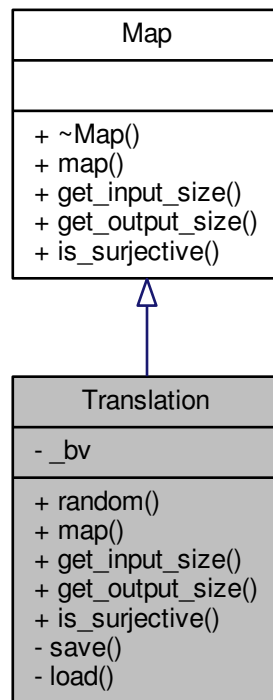 Map
+ ~Map()
+ map()
+ get_input_size()
+ get_output_size()
+ is_surjective()
Translation
- _bv
+ random()
+ map()
+ get_input_size()
+ get_output_size()
+ is_surjective()
- save()
- load()